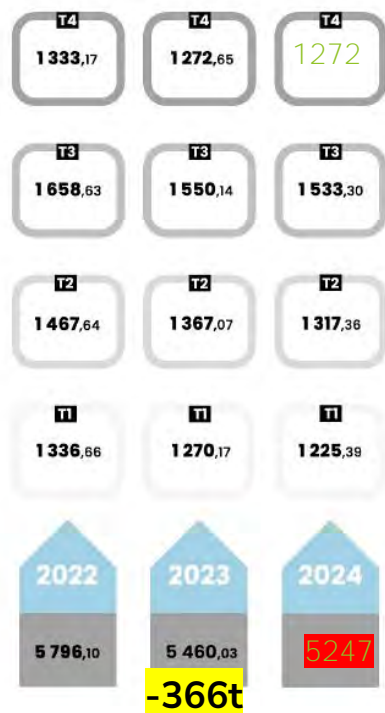 T4 T4 T4
1 333,17 1 272,65 1272
T3 T3 T3
1 658,63 1 550,14 1 533,30
T2 T2 T2
1 467,64 1 367,07 1 317,36
T1 T1 T1
1 336,66 1 270,17 1 225,39
2022 2023 2024
5 796,10 5 460,03 5247
-366t